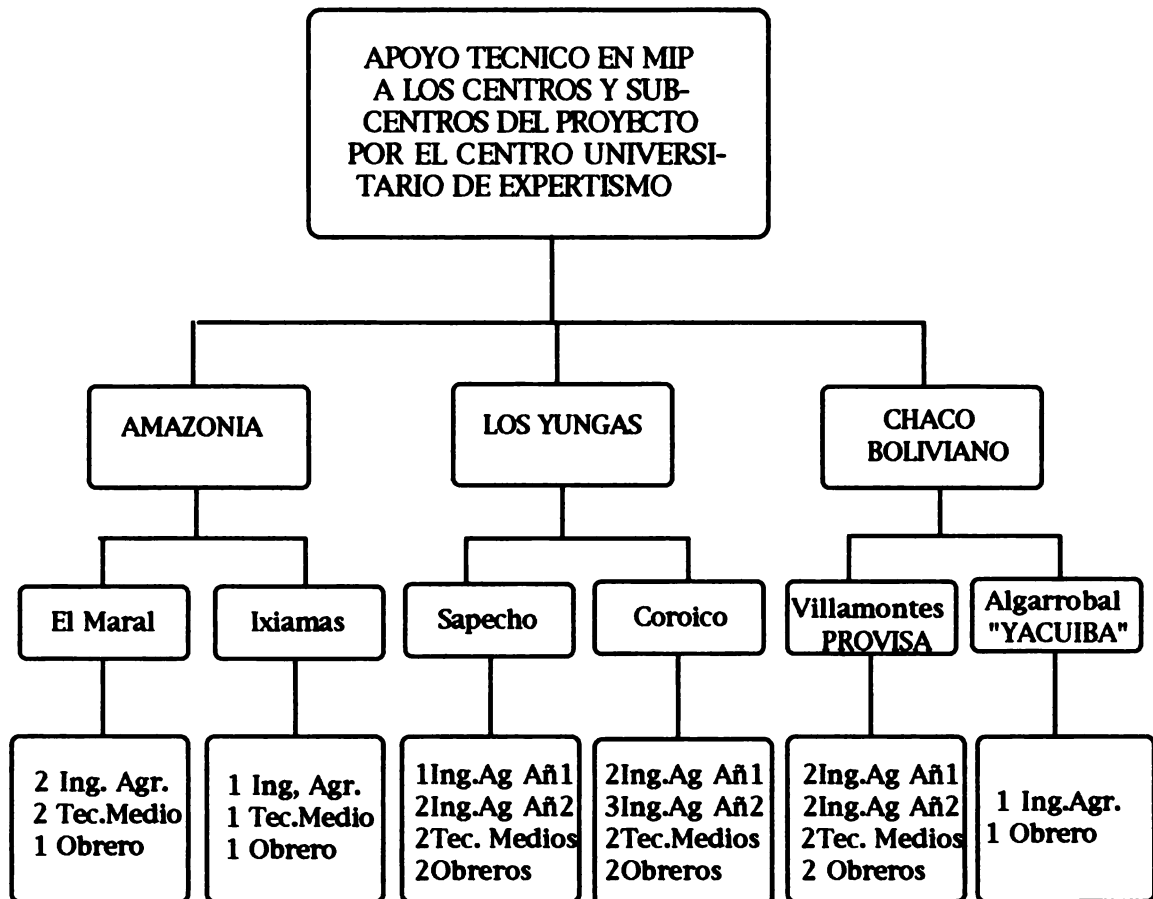 APOYO TECNICO EN MIP
A LOS CENTROS Y SUB-
CENTROS DEL PROYECTO
POR EL CENTRO UNIVERSI-
TARIO DE EXPERTISMO
AMAZONIA
LOS YUNGAS
CHACO
BOLIVIANO
El Maral
Ixiamas
Sapecho
Coroico
Villamontes
PROVISA
Algarrobal
"YACUIBA"
2 Ing. Agr.
2 Tec.Medio
1 Obrero
1 Ing, Agr.
1 Tec.Medio
1 Obrero
1Ing.Ag Añ1
2Ing.Ag Añ2
2Tec. Medios
2Obreros
2Ing.Ag Añ1
3Ing.Ag Añ2
2Tec.Medios
2Obreros
2Ing.Ag Añ1
2Ing.Ag Añ2
2Tec. Medios
2 Obreros
1 Ing.Agr.
1 Obrero